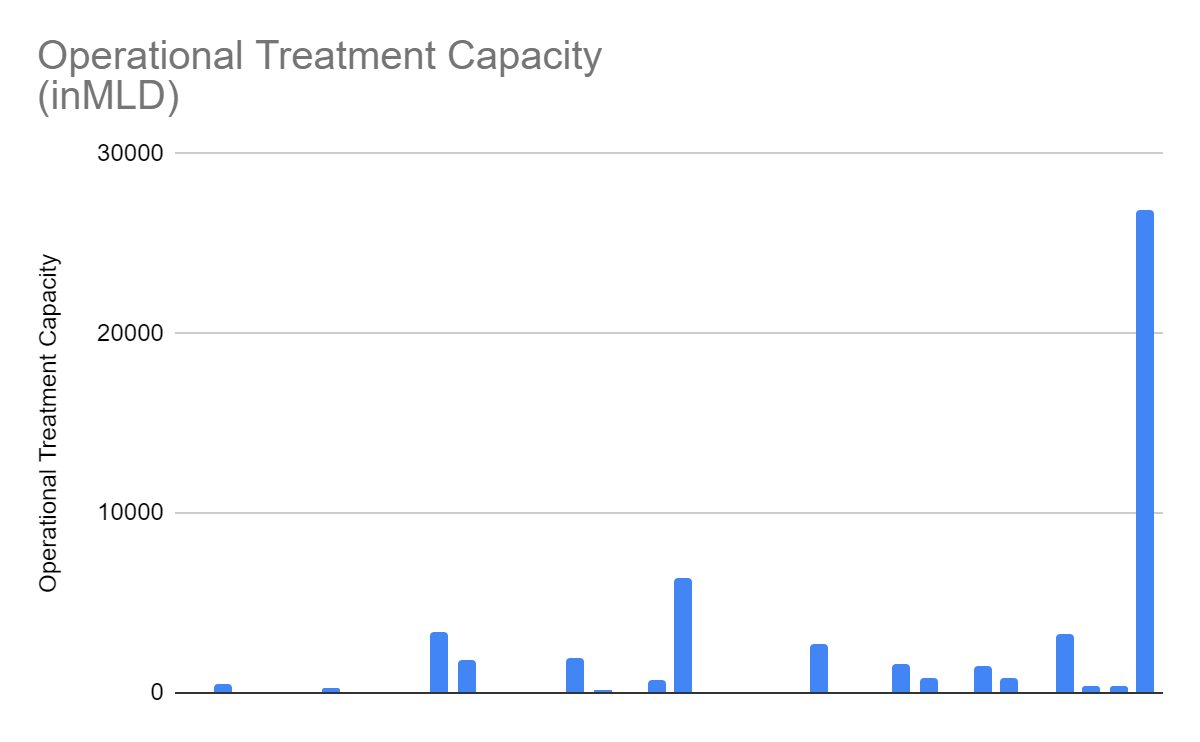 Operational Treatment Capacity
(inMLD)
30000
20000
10000
0
Operational Treatment Capacity